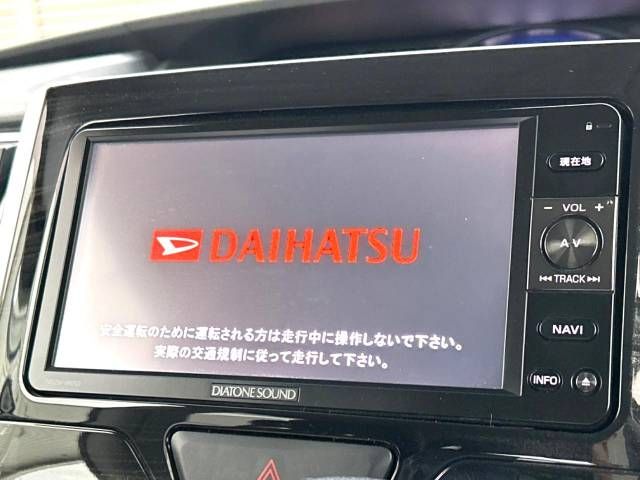 現在地
− VOL +
AV
TRACK
DAIHATSU
安全運転のために運転される方は走行中に操作しないで下さい。
実際の交通規制に従って走行して下さい。
NAVI
INFO
DIATONE SOUND